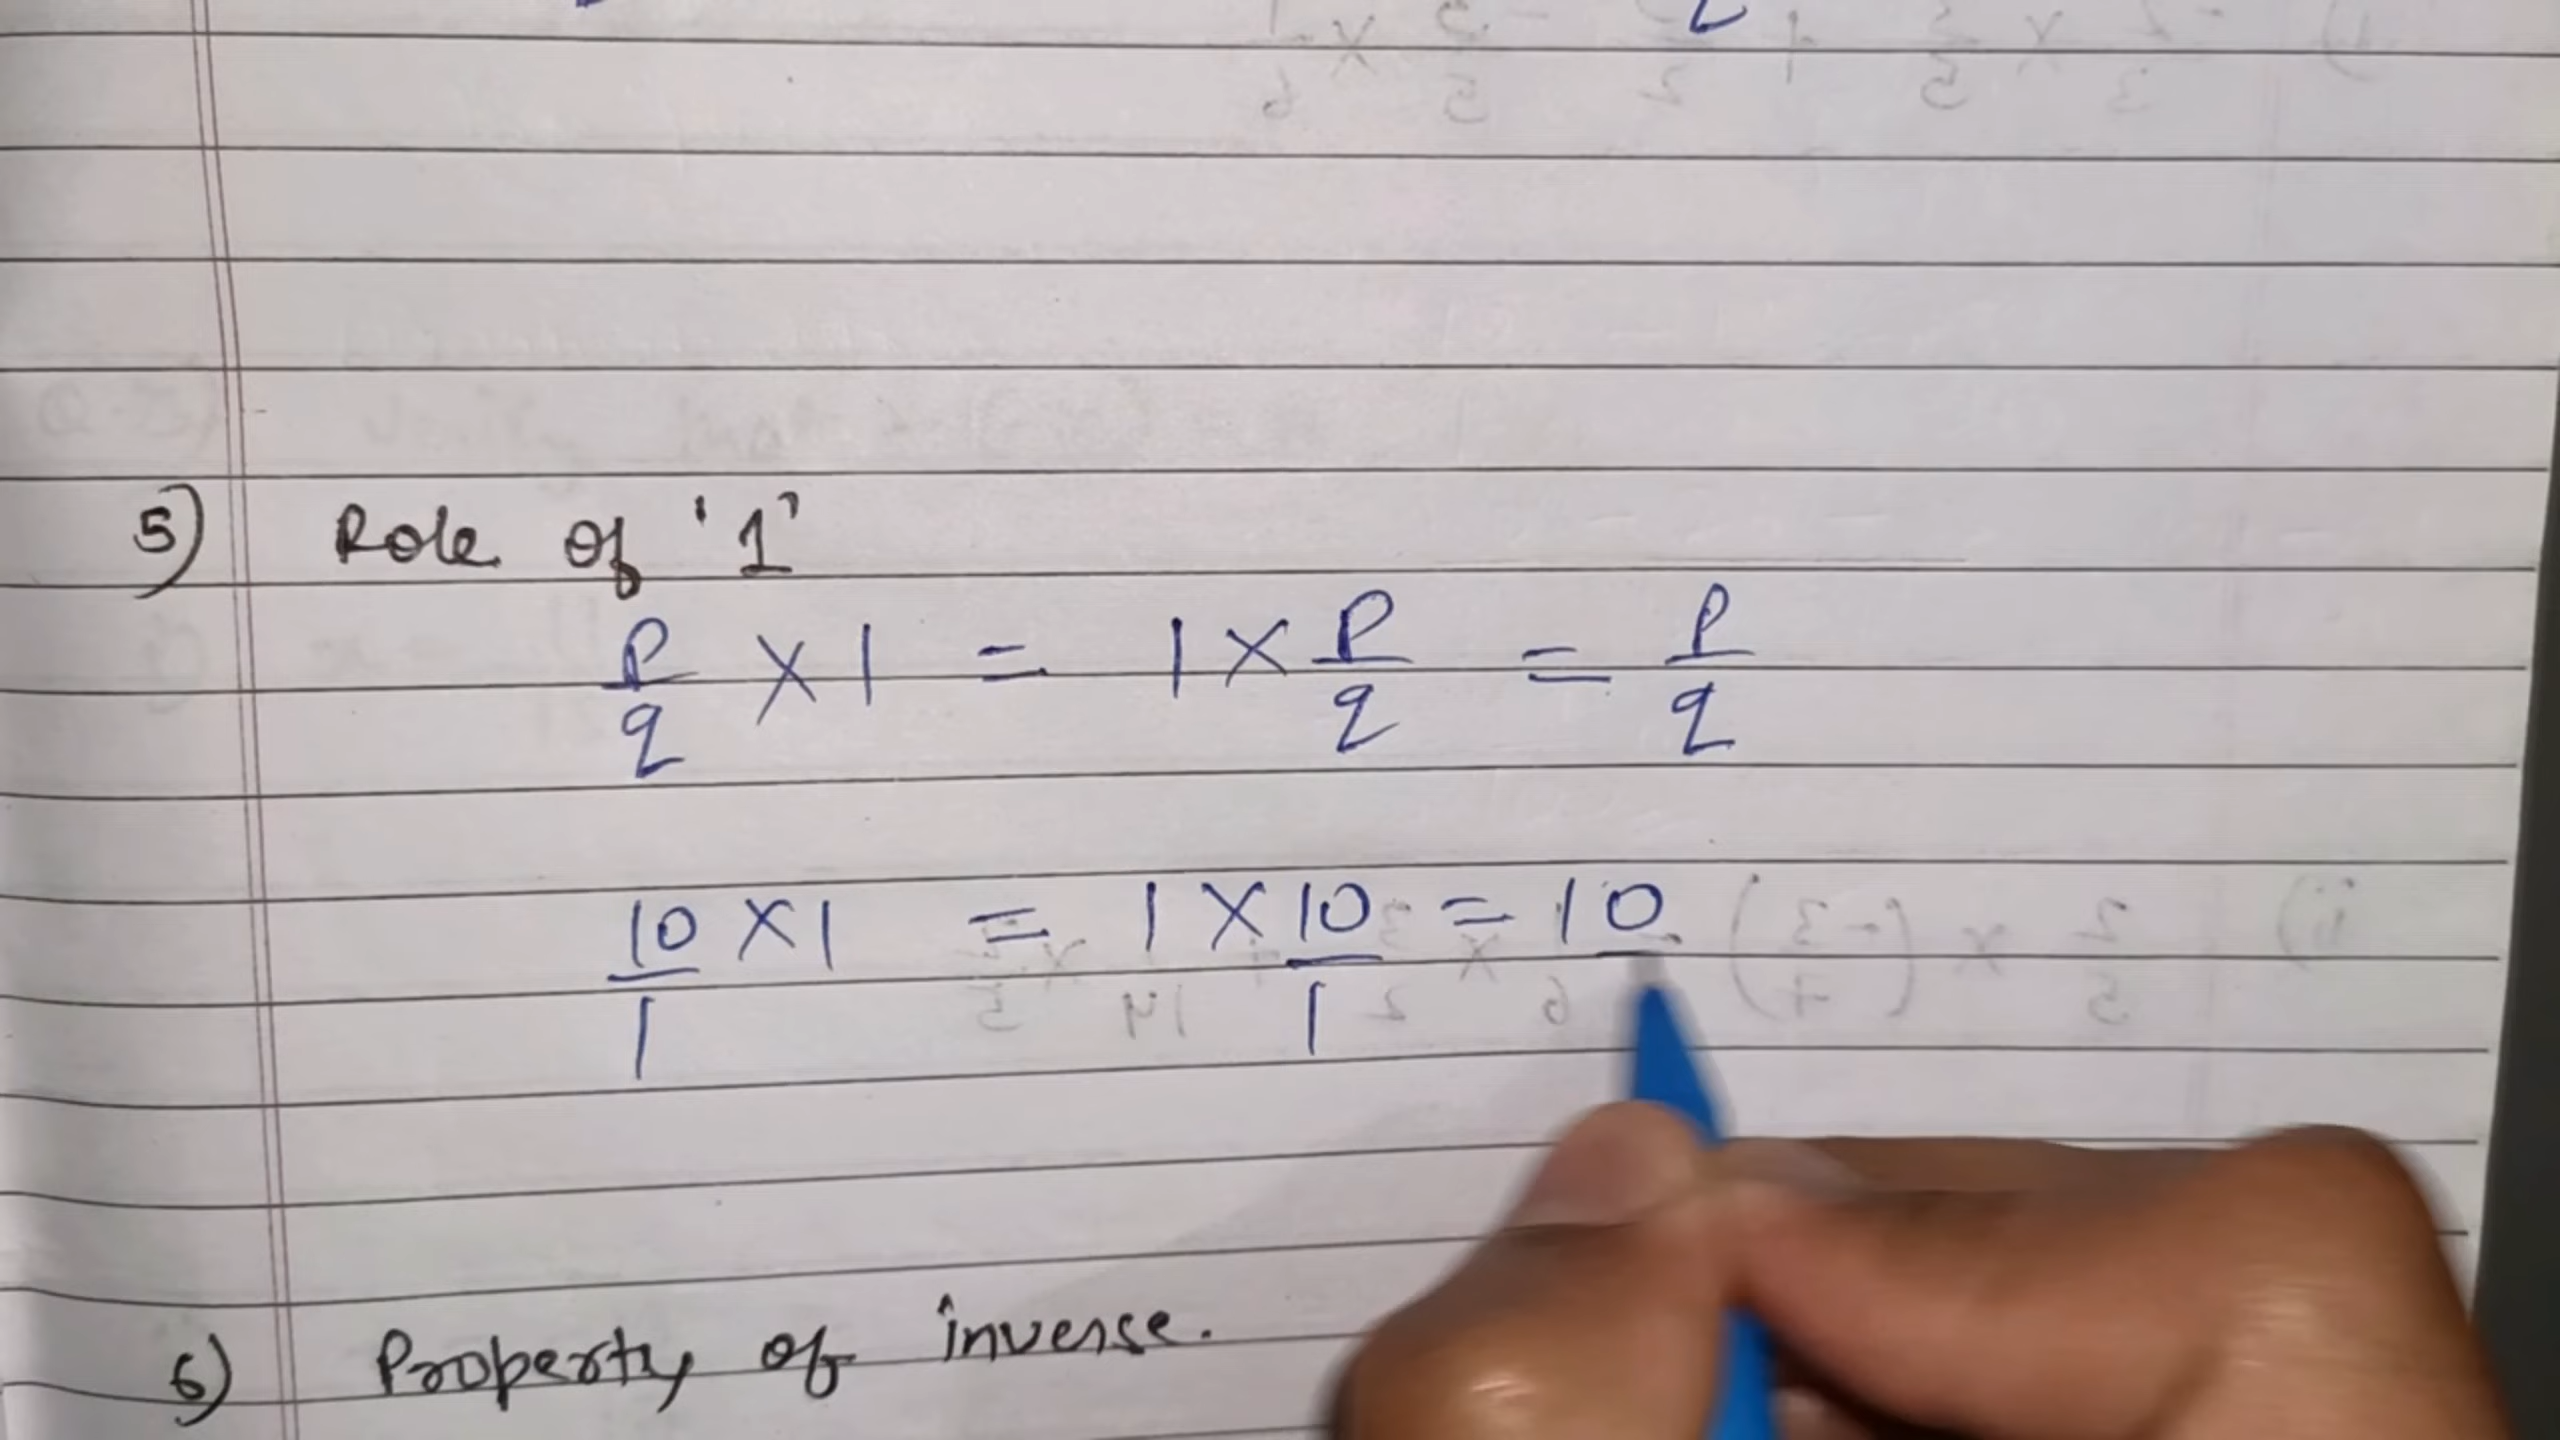 5) Role of '1'
p/q × 1 = 1 × p/q = p/q
10/1 × 1 = 1 × 10/1 = 10
6) Property of inverse.